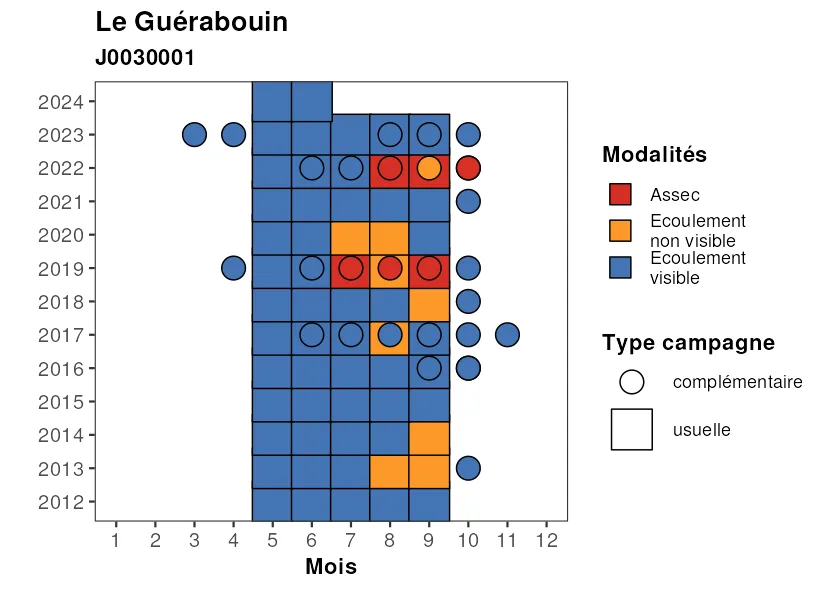 Le Guérabouin
J0030001
2024
2023
2022
2021
2020
2019
2018
2017
2016
2015
2014
2013
2012
1 2 3 4 5 6 7 8 9 10 11 12
Mois
Modalités
Assec
Ecoulement
non visible
Ecoulement
visible
Type campagne
complémentaire
usuelle